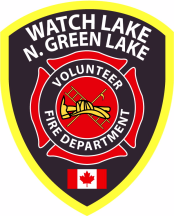 WATCH LAKE
N. GREEN LAKE
VOLUNTEER
FIRE DEPARTMENT